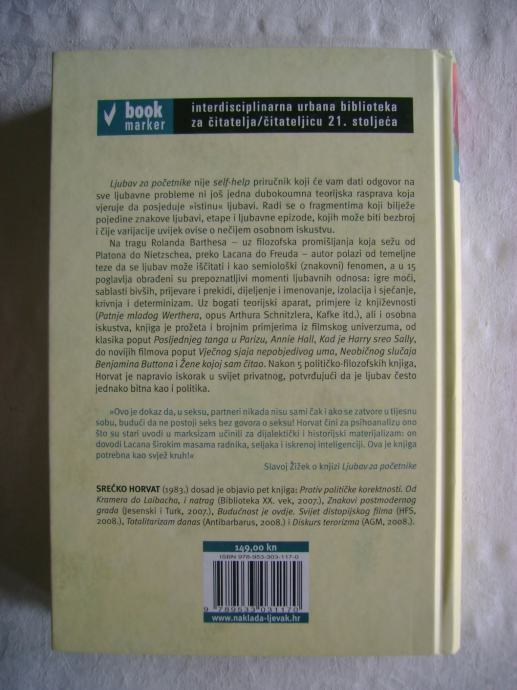 book
marker
interdisciplinarna urbana biblioteka
za čitatelja/čitateljicu 21. stoljeća
Ljubav za početnike nije self-help priručnik koji će vam dati odgovor na
sve ljubavne probleme ni još jedna dubokoumna teorijska rasprava koja
vjeruje da posjeduje »istinu« ljubavi. Radi se o fragmentima koji bilježe
pojedine znakove ljubavi, etape i ljubavne epizode, kojih može biti bezbroj
i čije varijacije uvijek ovise o nečijem osobnom iskustvu.
Na tragu Rolanda Barthesa – uz filozofska promišljanja koja sežu od
Platona do Nietzschea, preko Lacana do Freuda – autor polazi od temeljne
teze da se ljubav može iščitati i kao semiološki (znakovni) fenomen, a u 15
poglavlja obrađeni su prepoznatljivi momenti ljubavnih odnosa: igre moći,
sablasti bivših, prijevare i prekidi, dijeljenje i imenovanje, izolacija i sjećanje,
krivnja i determinizam. Uz bogati teorijski aparat, primjere iz književnosti
(Patnje mladog Werthera, opus Arthura Schnitzlera, Kafke itd.), ali i osobna
iskustva, knjiga je prožeta i brojnim primjerima iz filmskog univerzuma, od
klasika poput Posljednjeg tanga u Parizu, Annie Hall, Kad je Harry sreo Sally,
do novijih filmova poput Vječnog sjaja nepobjedivog uma, Neobičnog slučaja
Benjamina Buttona i Žene kojoj sam čitao. Nakon 5 političko-filozofskih knjiga,
Horvat je napravio iskorak u svijet privatnog, potvrđujući da je ljubav često
jednako bitna kao i politika.
»Ovo je dokaz da, u seksu, partneri nikada nisu sami čak i ako se zatvore u tijesnu
sobu, budući da ne postoji seks bez govora o seksu! Horvat čini za psihoanalizu ono
što su stari uvodi u marksizam učinili za dijalektički i historijski materijalizam: on
dovodi Lacana širokim masama radnika, seljaka i iskrenoj inteligenciji. Ova je knjiga
potrebna kao svjež kruh!«
Slavoj Žižek o knjizi Ljubav za početnike
SREĆKO HORVAT (1983.) dosad je objavio pet knjiga: Protiv političke korektnosti. Od
Kramera do Laibacha, i natrag (Biblioteka XX. vek, 2007.), Znakovi postmodernog
grada (Jesenski i Turk, 2007.), Budućnost je ovdje. Svijet distopijskog filma (HFS,
2008.), Totalitarizam danas (Antibarbarus, 2008.) i Diskurs terorizma (AGM, 2008.).
149,00 kn
ISBN 978-953-303-117-0
9 789533 031170
www.naklada-ljevak.hr